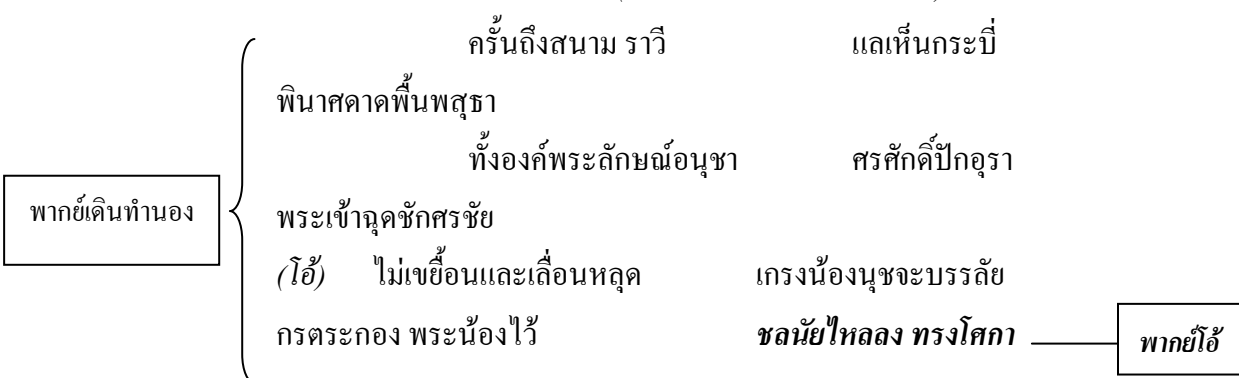 ครั้นถึงสนาม ราวี แลเห็นกระบี่
พินาศดาดพื้นพสุธา
ทั้งองค์พระลักษณ์อนุชา ศรศักดิ์ปักอุรา
พากย์เดินทำนอง
พระเข้าฉุดชักศรชัย
(โอ้) ไม่เขยื้อนและเลื่อนหลุด เกรงน้องนุชจะบรรลัย
กรตระกอง พระน้องไว้ ชลนัยไหลลง ทรงโศกา
พากย์โอ้